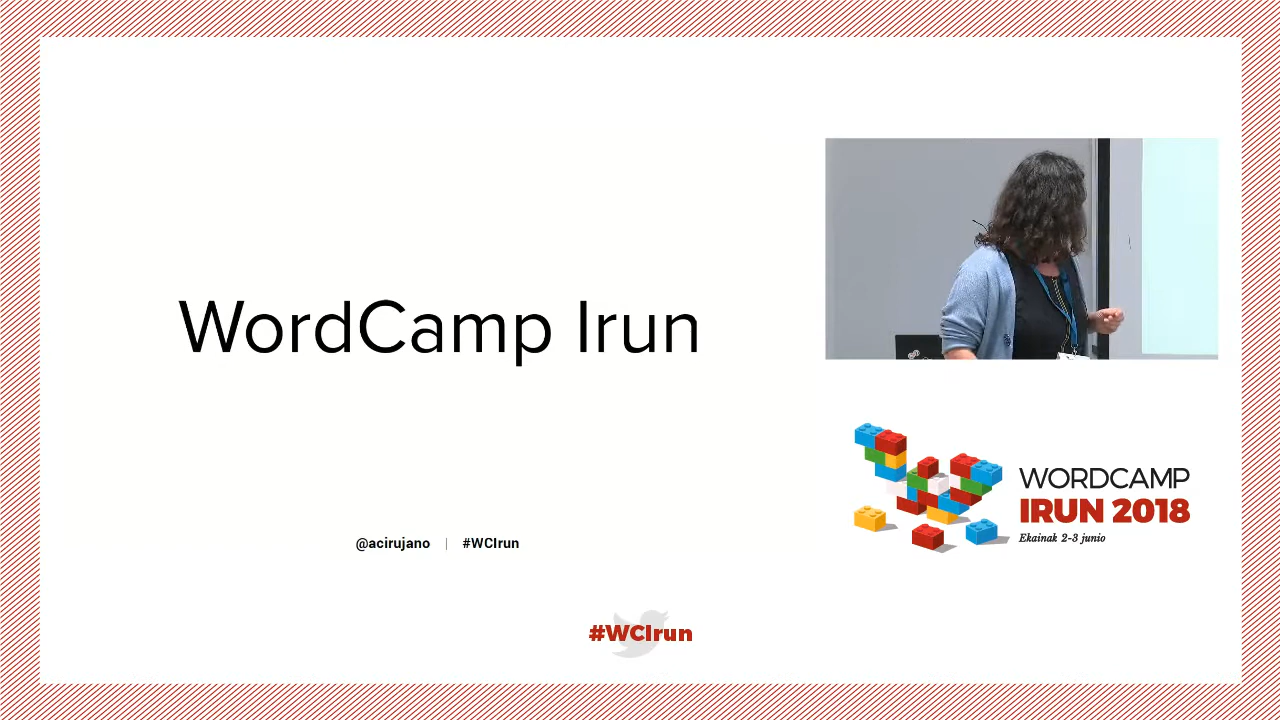 WordCamp Irun
@acirujano | #WCIrun
WORDCAMP
IRUN 2018
Ekainak 2-3 junio
#WCIrun